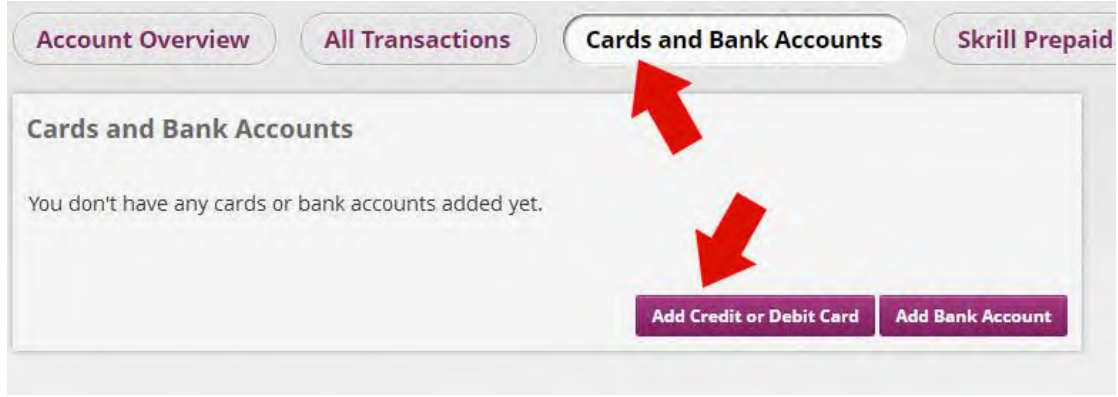 Account Overview All Transactions Cards and Bank Accounts Skrill Prepaid
Cards and Bank Accounts
You don't have any cards or bank accounts added yet.
Add Credit or Debit Card Add Bank Account